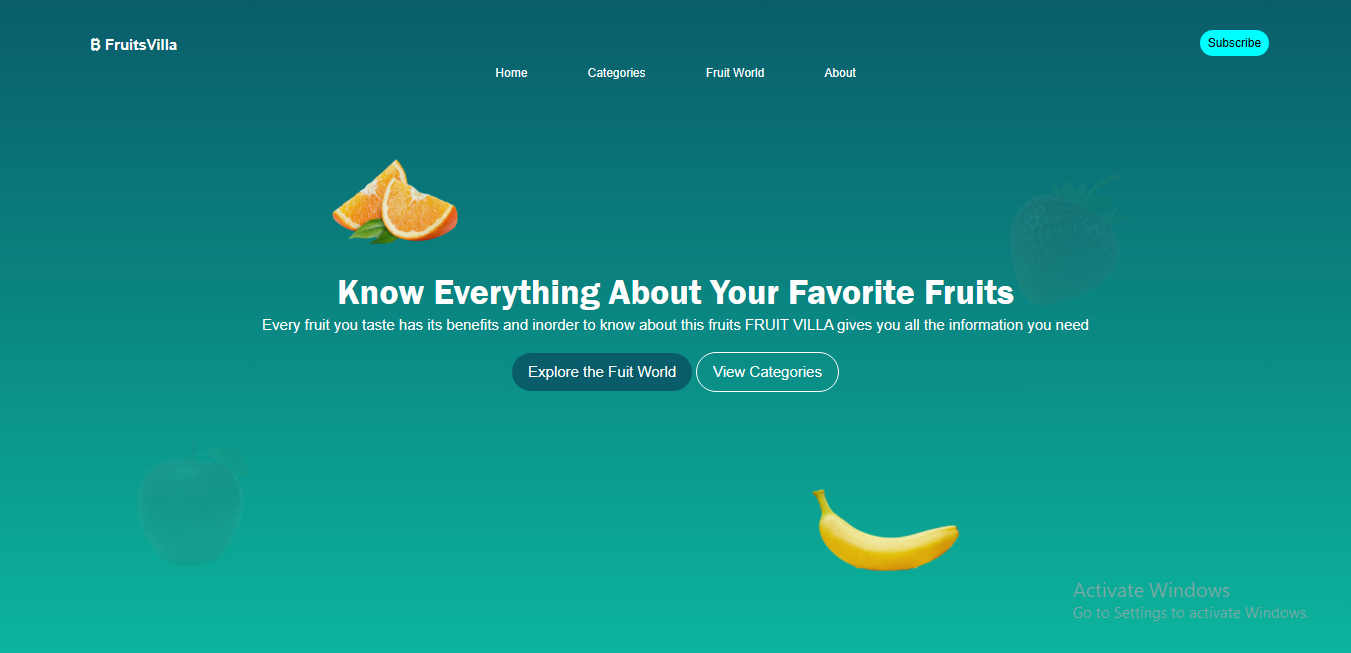 FruitsVilla
Subscribe
Home
Categories
Fruit World
About
Know Everything About Your Favorite Fruits
Every fruit you taste has its benefits and inorder to know about this fruits FRUIT VILLA gives you all the information you need
Explore the Fuit World
View Categories
Activate Windows
Go to Settings to activate Windows.